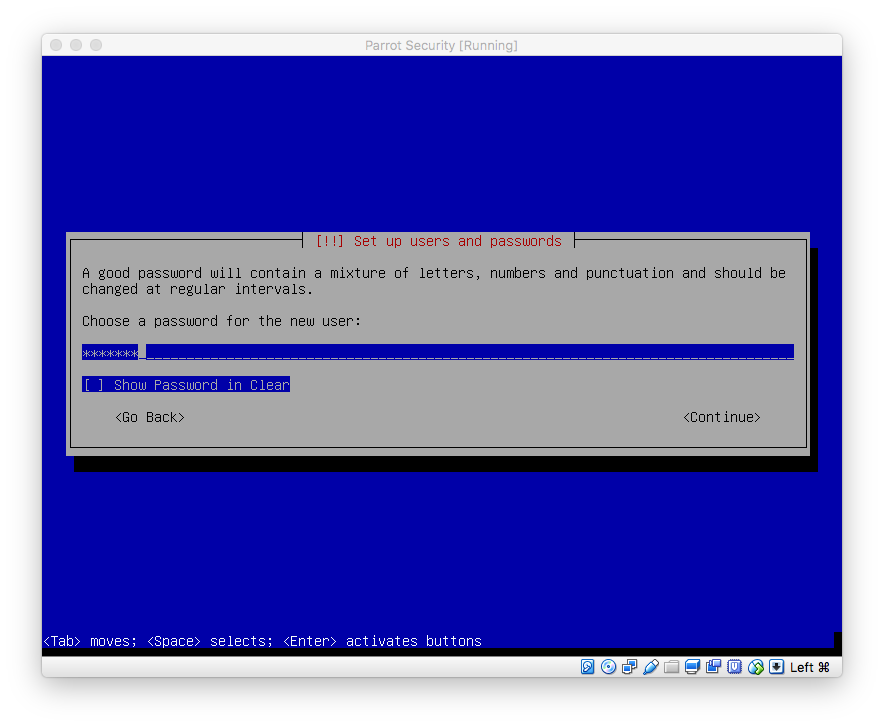 Parrot Security [Running]
[!!] Set up users and passwords
A good password will contain a mixture of letters, numbers and punctuation and should be
changed at regular intervals.
Choose a password for the new user:
*******
[ ] Show Password in Clear
<Go Back> <Continue>
<Tab> moves; <Space> selects; <Enter> activates buttons
Left ⌘